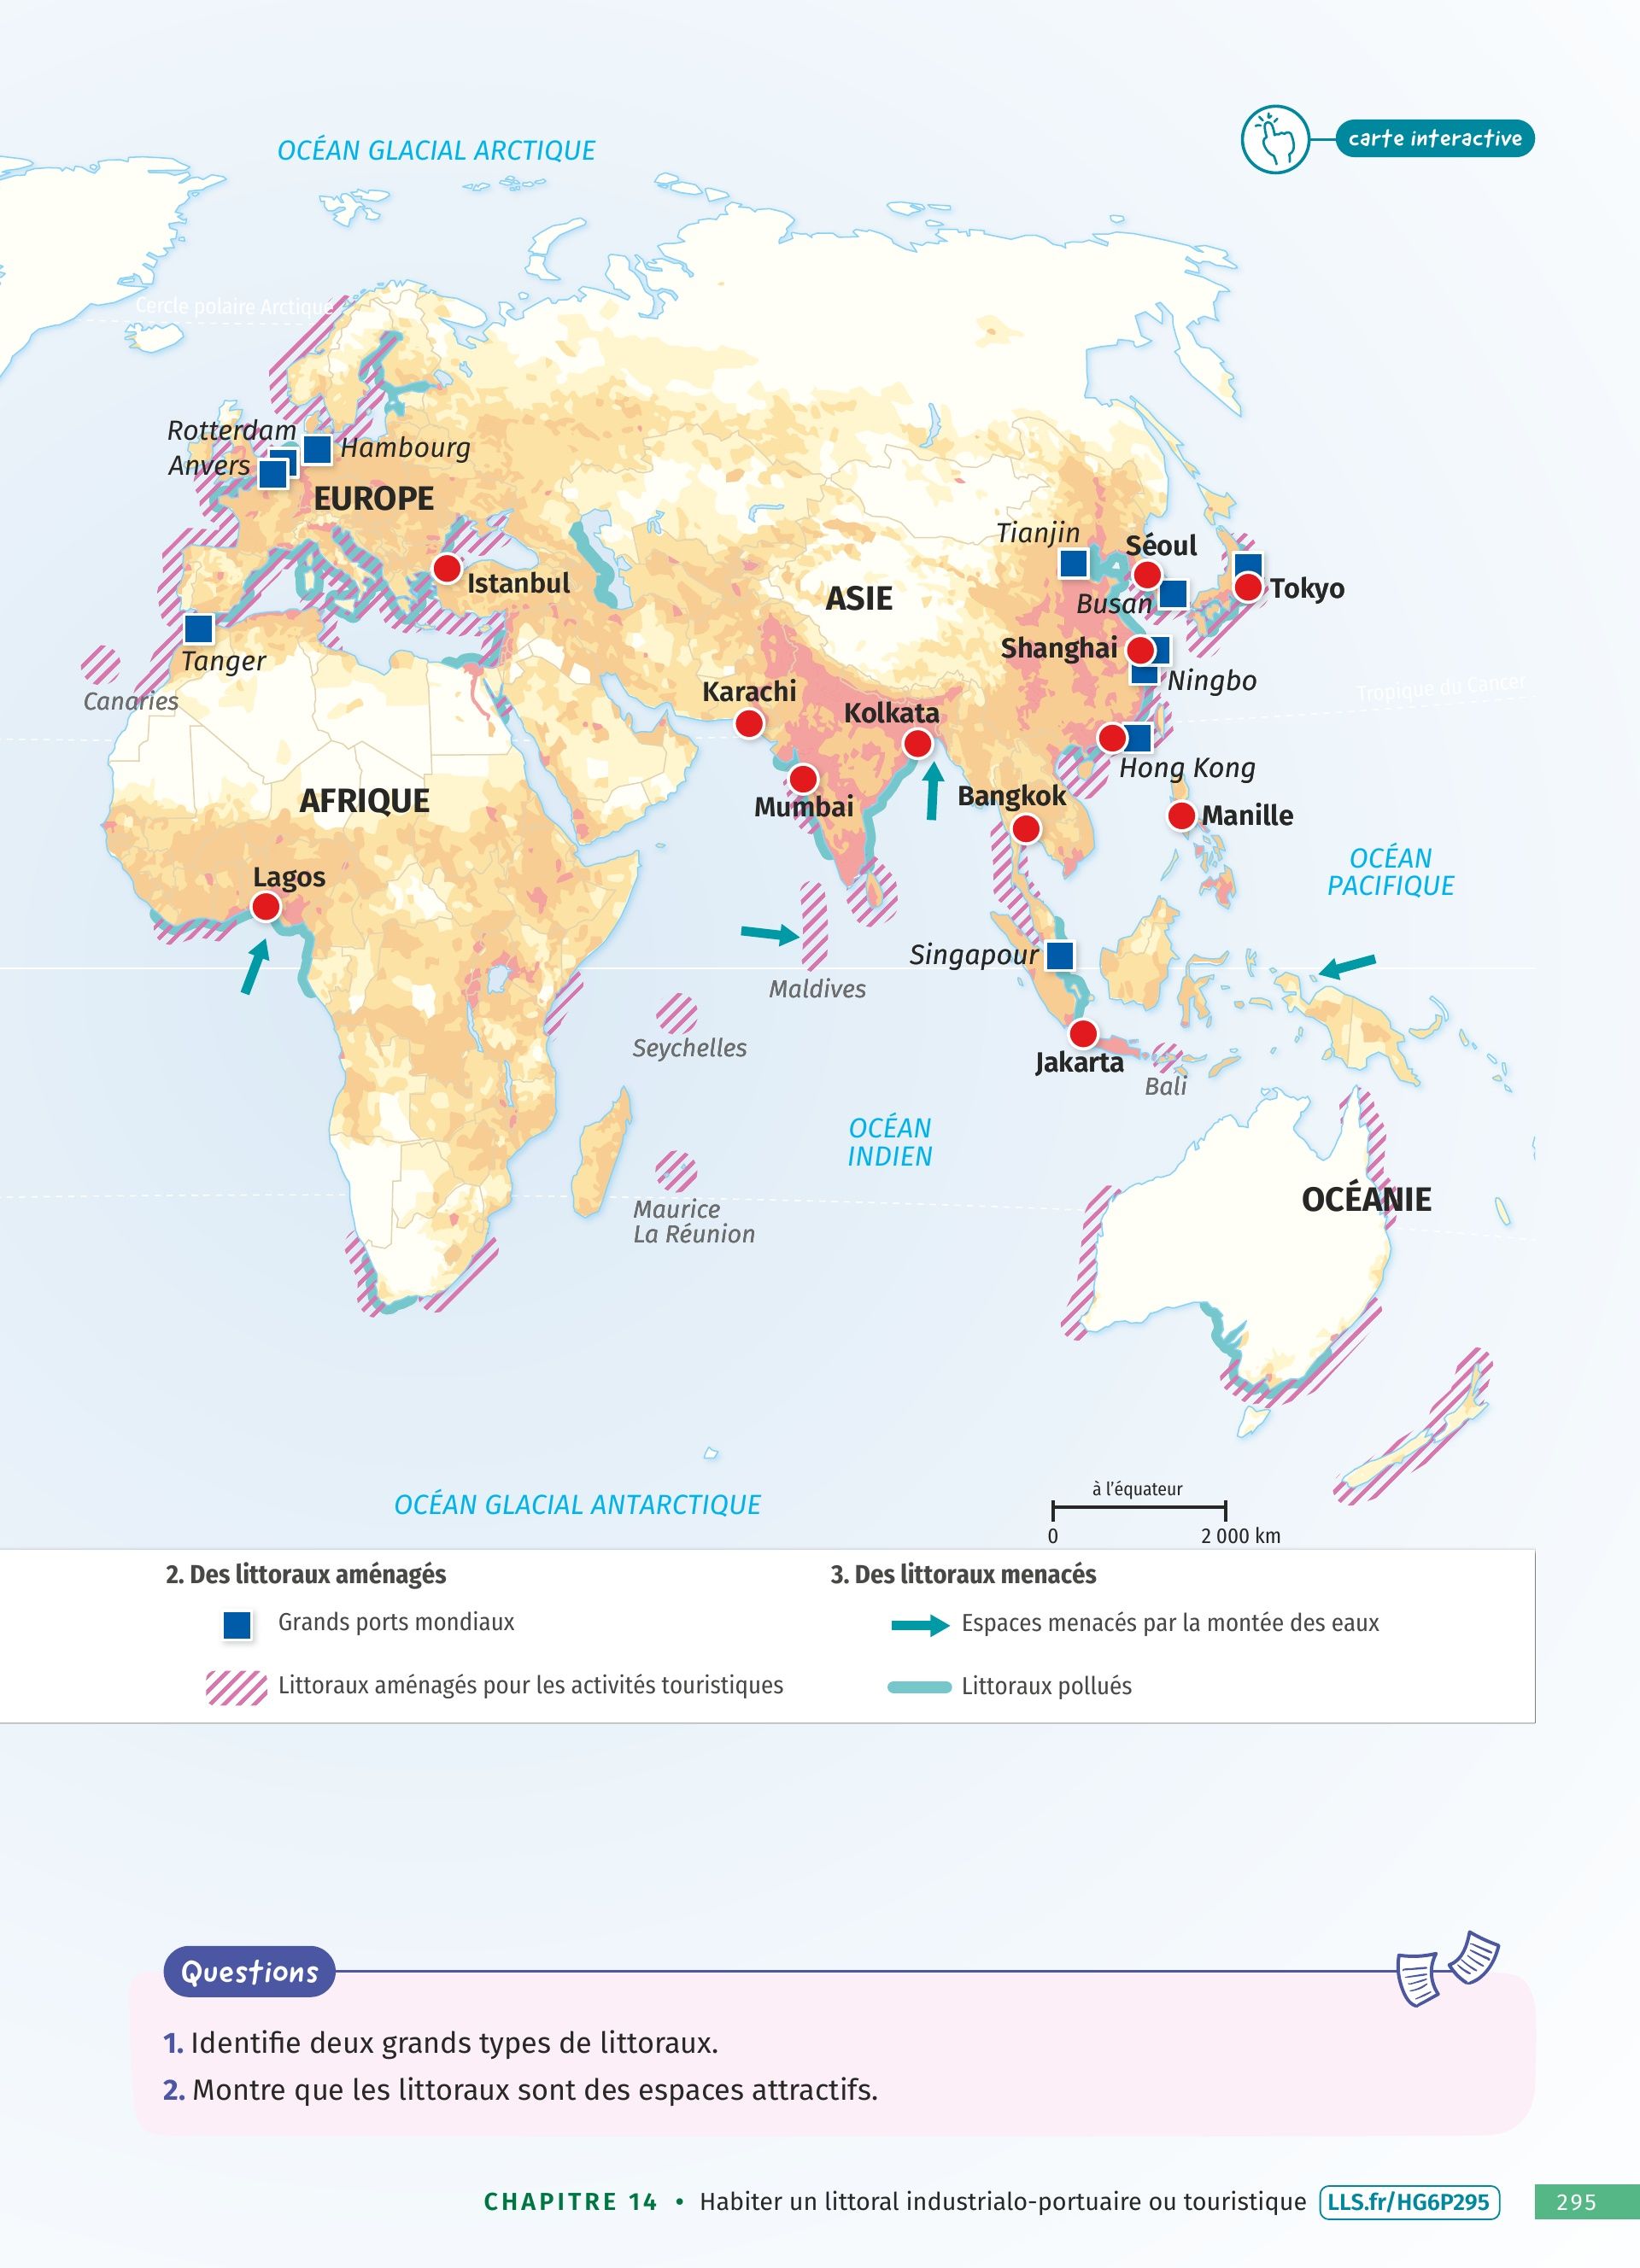 OCÉAN GLACIAL ARCTIQUE
carte interactive
Cercle polaire Arctique
Rotterdam
Hambourg
Anvers
EUROPE
Tianjin
Séoul
Istanbul
ASIE
Tokyo
Busan
Tanger
Shanghai
Ningbo
Canaries
Karachi
Tropique du Cancer
Kolkata
Hong Kong
AFRIQUE
Mumbai
Bangkok
Manille
OCÉAN
PACIFIQUE
Lagos
Singapour
Maldives
Seychelles
Jakarta
Bali
OCÉAN
INDIEN
OCÉANIE
Maurice
La Réunion
OCÉAN GLACIAL ANTARCTIQUE
à l'équateur
0 2 000 km
2. Des littoraux aménagés
Grands ports mondiaux
Littoraux aménagés pour les activités touristiques
3. Des littoraux menacés
Espaces menacés par la montée des eaux
Littoraux pollués
Questions
1. Identifie deux grands types de littoraux.
2. Montre que les littoraux sont des espaces attractifs.
CHAPITRE 14 • Habiter un littoral industrialo-portuaire ou touristique LLS.fr/HG6P295 295